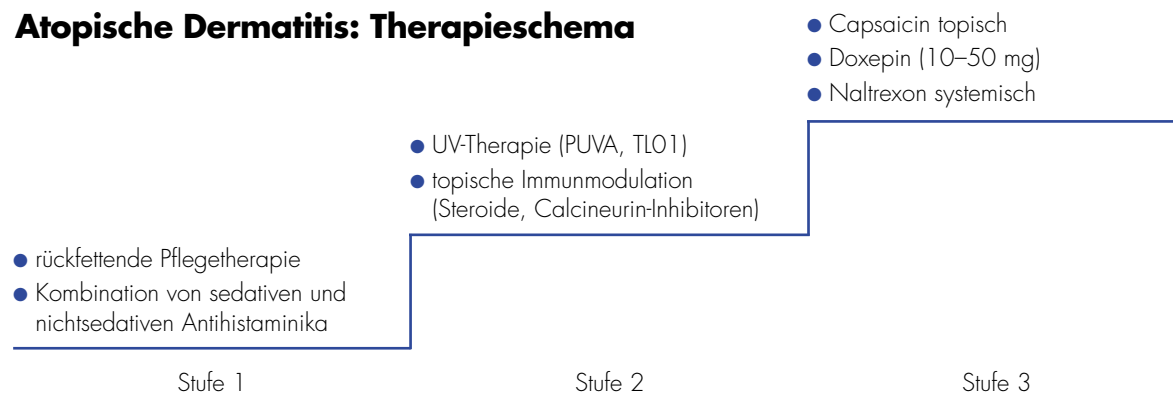 Atopische Dermatitis: Therapieschema
● Capsaicin topisch
● Doxepin (10–50 mg)
● Naltrexon systemisch
● UV-Therapie (PUVA, TL01)
● topische Immunmodulation
(Steroide, Calcineurin-Inhibitoren)
● rückfettende Pflegetherapie
● Kombination von sedativen und
nichtsedativen Antihistaminika
Stufe 1
Stufe 2
Stufe 3